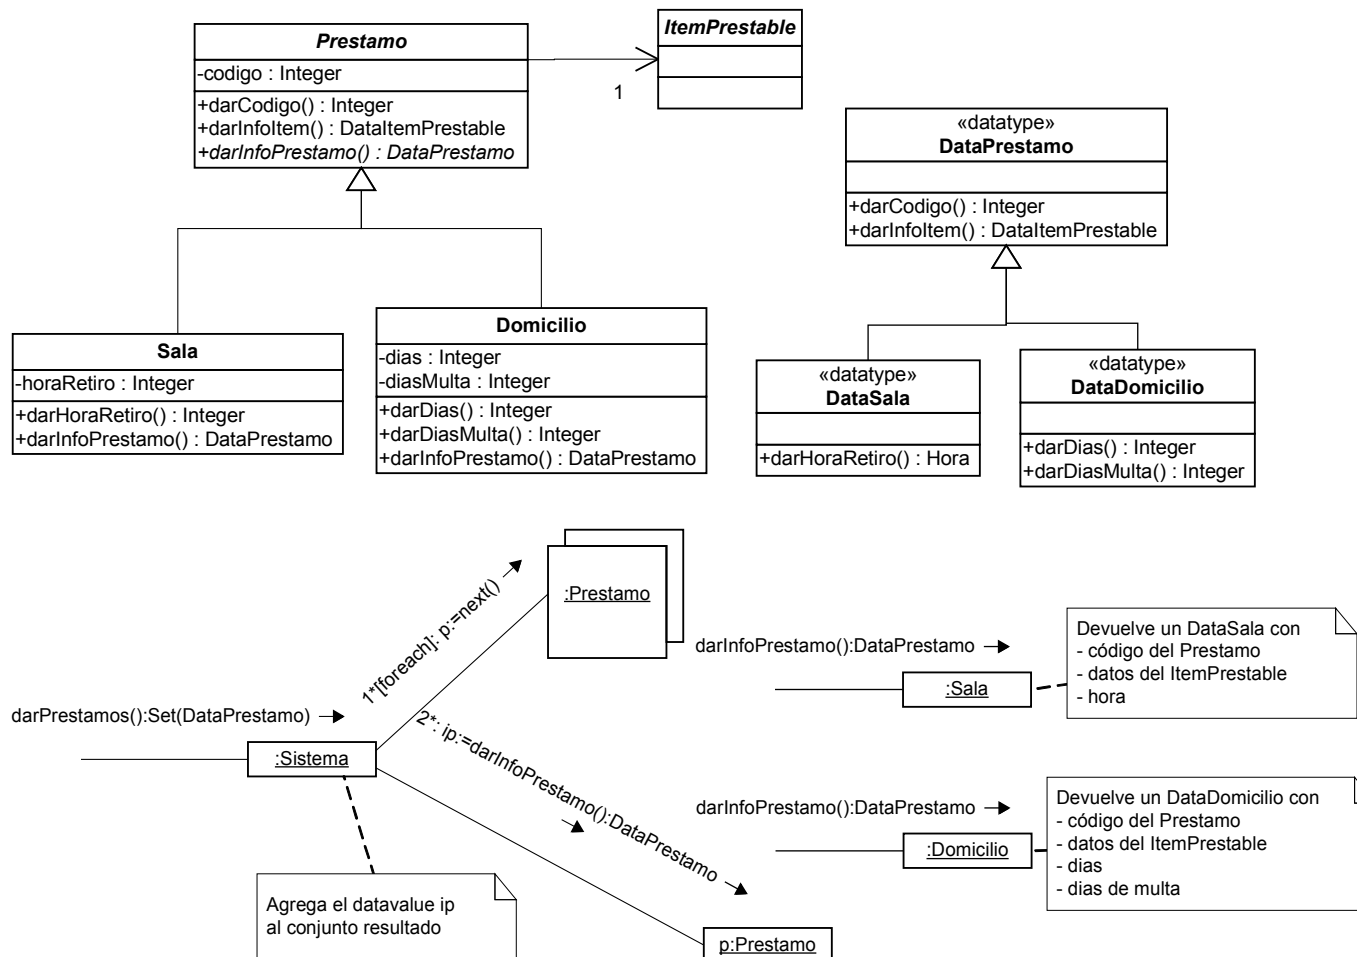 Prestamo
-codigo : Integer
+darCodigo() : Integer
+darInfoItem() : DataItemPrestable
+darInfoPrestamo() : DataPrestamo
1
ItemPrestable
«datatype»
DataPrestamo
+darCodigo() : Integer
+darInfoItem() : DataItemPrestable
Sala
-horaRetiro : Integer
+darHoraRetiro() : Integer
+darInfoPrestamo() : DataPrestamo
Domicilio
-dias : Integer
-diasMulta : Integer
+darDias() : Integer
+darDiasMulta() : Integer
+darInfoPrestamo() : DataPrestamo
«datatype»
DataSala
+darHoraRetiro() : Hora
«datatype»
DataDomicilio
+darDias() : Integer
+darDiasMulta() : Integer
darPrestamos():Set(DataPrestamo)
:Sistema
1*[foreach]: p:=next()
:Prestamo
2*: ip:=darInfoPrestamo():DataPrestamo
p:Prestamo
Agrega el datavalue ip
al conjunto resultado
darInfoPrestamo():DataPrestamo
:Sala
Devuelve un DataSala con
- código del Prestamo
- datos del ItemPrestable
- hora
darInfoPrestamo():DataPrestamo
:Domicilio
Devuelve un DataDomicilio con
- código del Prestamo
- datos del ItemPrestable
- dias
- dias de multa